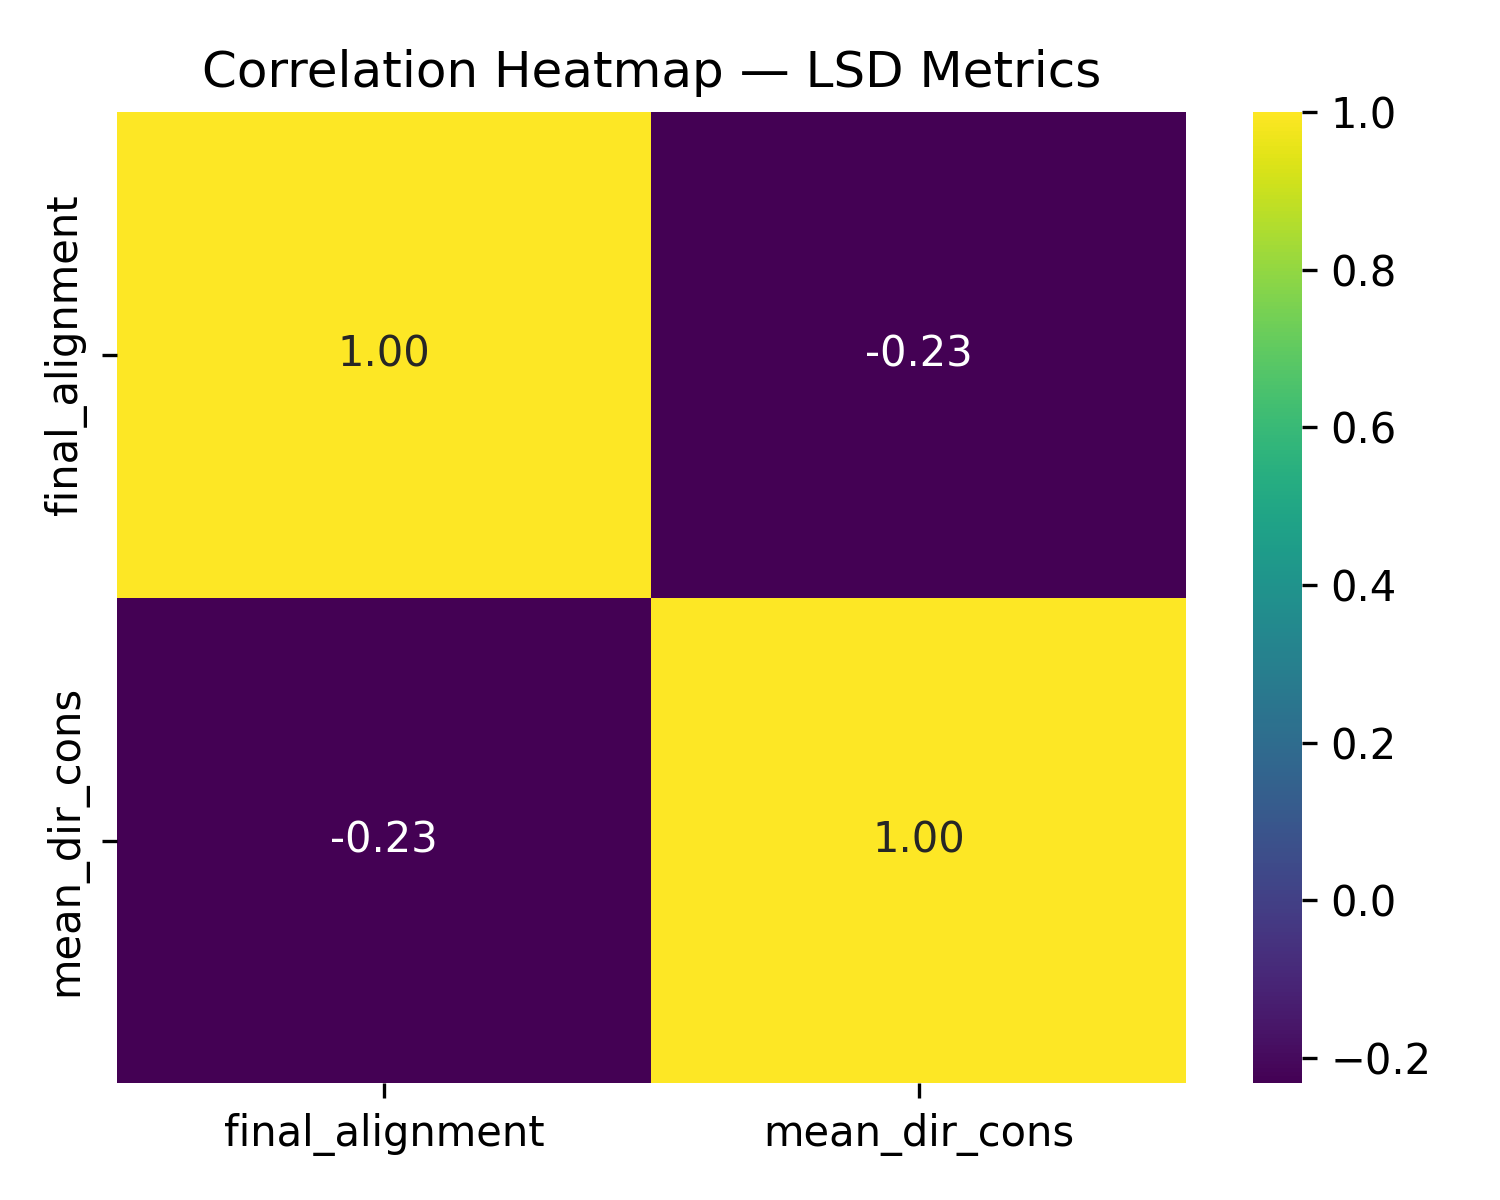 Correlation Heatmap — LSD Metrics
final_alignment
mean_dir_cons
1.00
-0.23
-0.23
1.00
final_alignment
mean_dir_cons
1.0
0.8
0.6
0.4
0.2
0.0
−0.2